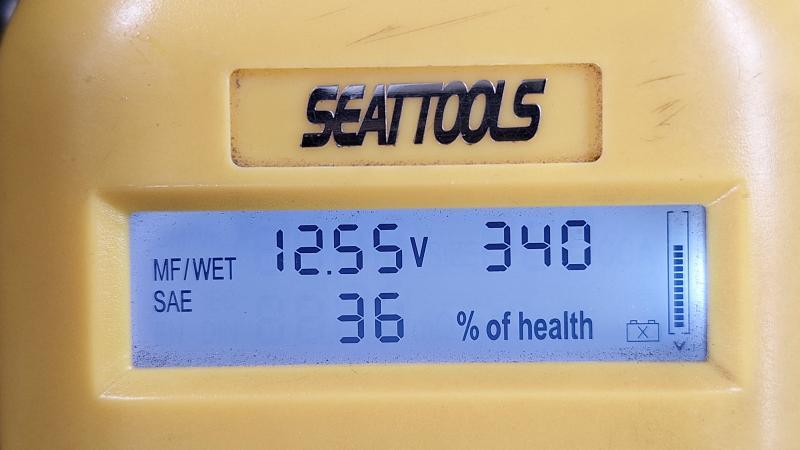 SEATTOOLS
MF/WET 12.55V 340
SAE 36 % of health